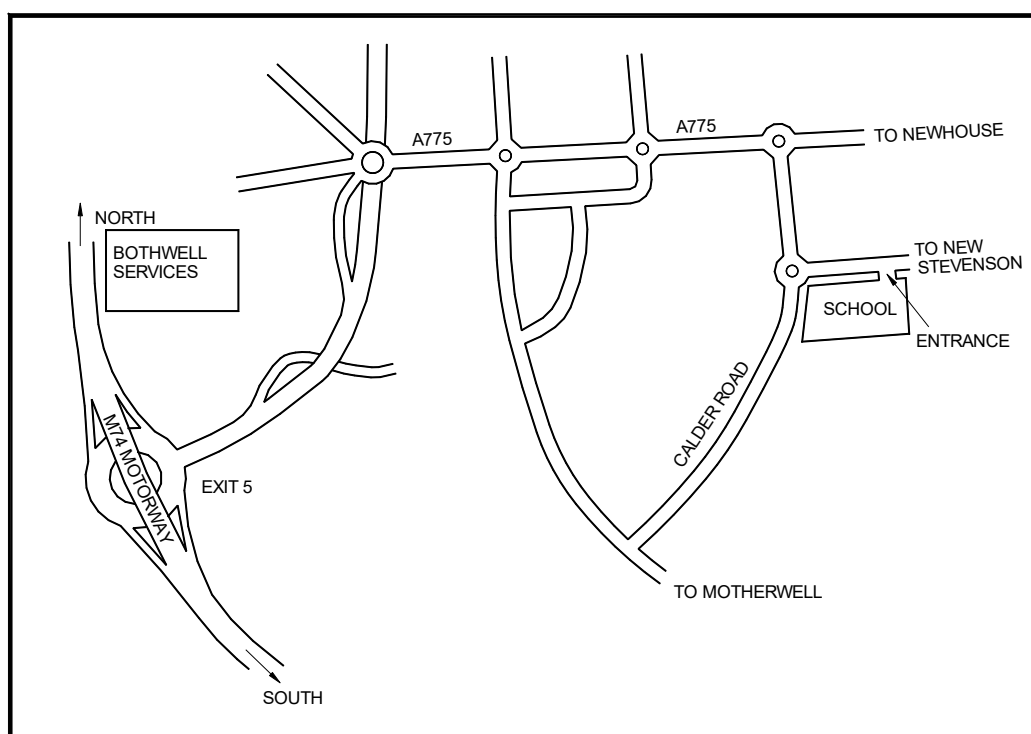 A775
A775
TO NEWHOUSE
NORTH
BOTHWELL
SERVICES
TO NEW
STEVENSON
SCHOOL
ENTRANCE
CALDER ROAD
M74 MOTORWAY
EXIT 5
TO MOTHERWELL
SOUTH